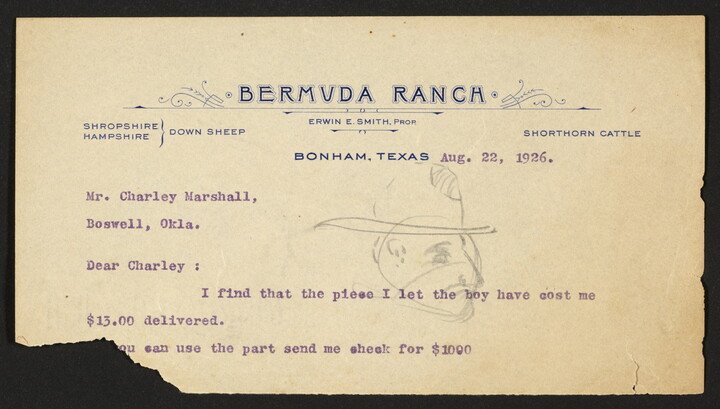 BERMUDA RANCH
ERWIN E. SMITH, PROP.
SHROPSHIRE
HAMPSHIRE } DOWN SHEEP
SHORTHORN CATTLE
BONHAM, TEXAS Aug. 22, 1926.
Mr. Charley Marshall,
Boswell, Okla.
Dear Charley :
I find that the piece I let the boy have cost me
$13.00 delivered.
ou can use the part send me check for $1000